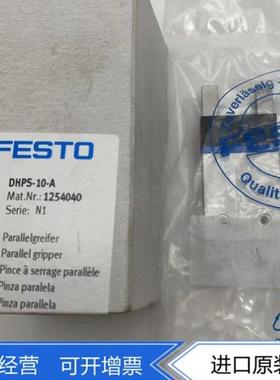 FESTO
DHPS-10-A
Mat.Nr.: 1254040
Serie: N1
Parallelgreifer
Parallel gripper
Pince à serrage parallèle
Pinza paralela
Pinza parallela
verlässig
Quality
经营 可开增票 进口原装